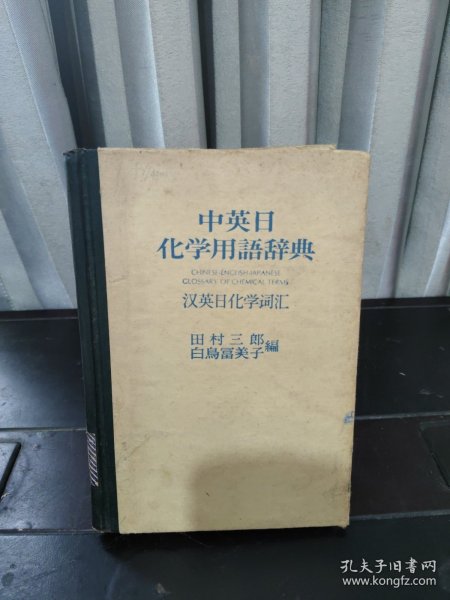 中英日
化学用語辞典
CHINESE-ENGLISH-JAPANESE
GLOSSARY OF CHEMICAL TERMS
汉英日化学词汇
田村三郎
白鳥冨美子 編
孔夫子旧书网
www.kongfz.com